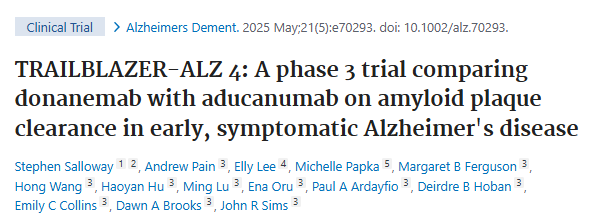 Clinical Trial > Alzheimers Dement. 2025 May;21(5):e70293. doi: 10.1002/alz.70293.
TRAILBLAZER-ALZ 4: A phase 3 trial comparing
donanemab with aducanumab on amyloid plaque
clearance in early, symptomatic Alzheimer's disease
Stephen Salloway 1 2, Andrew Pain 3, Elly Lee 4, Michelle Papka 5, Margaret B Ferguson 3,
Hong Wang 3, Haoyan Hu 3, Ming Lu 3, Ena Oru 3, Paul A Ardayfio 3, Deirdre B Hoban 3,
Emily C Collins 3, Dawn A Brooks 3, John R Sims 3